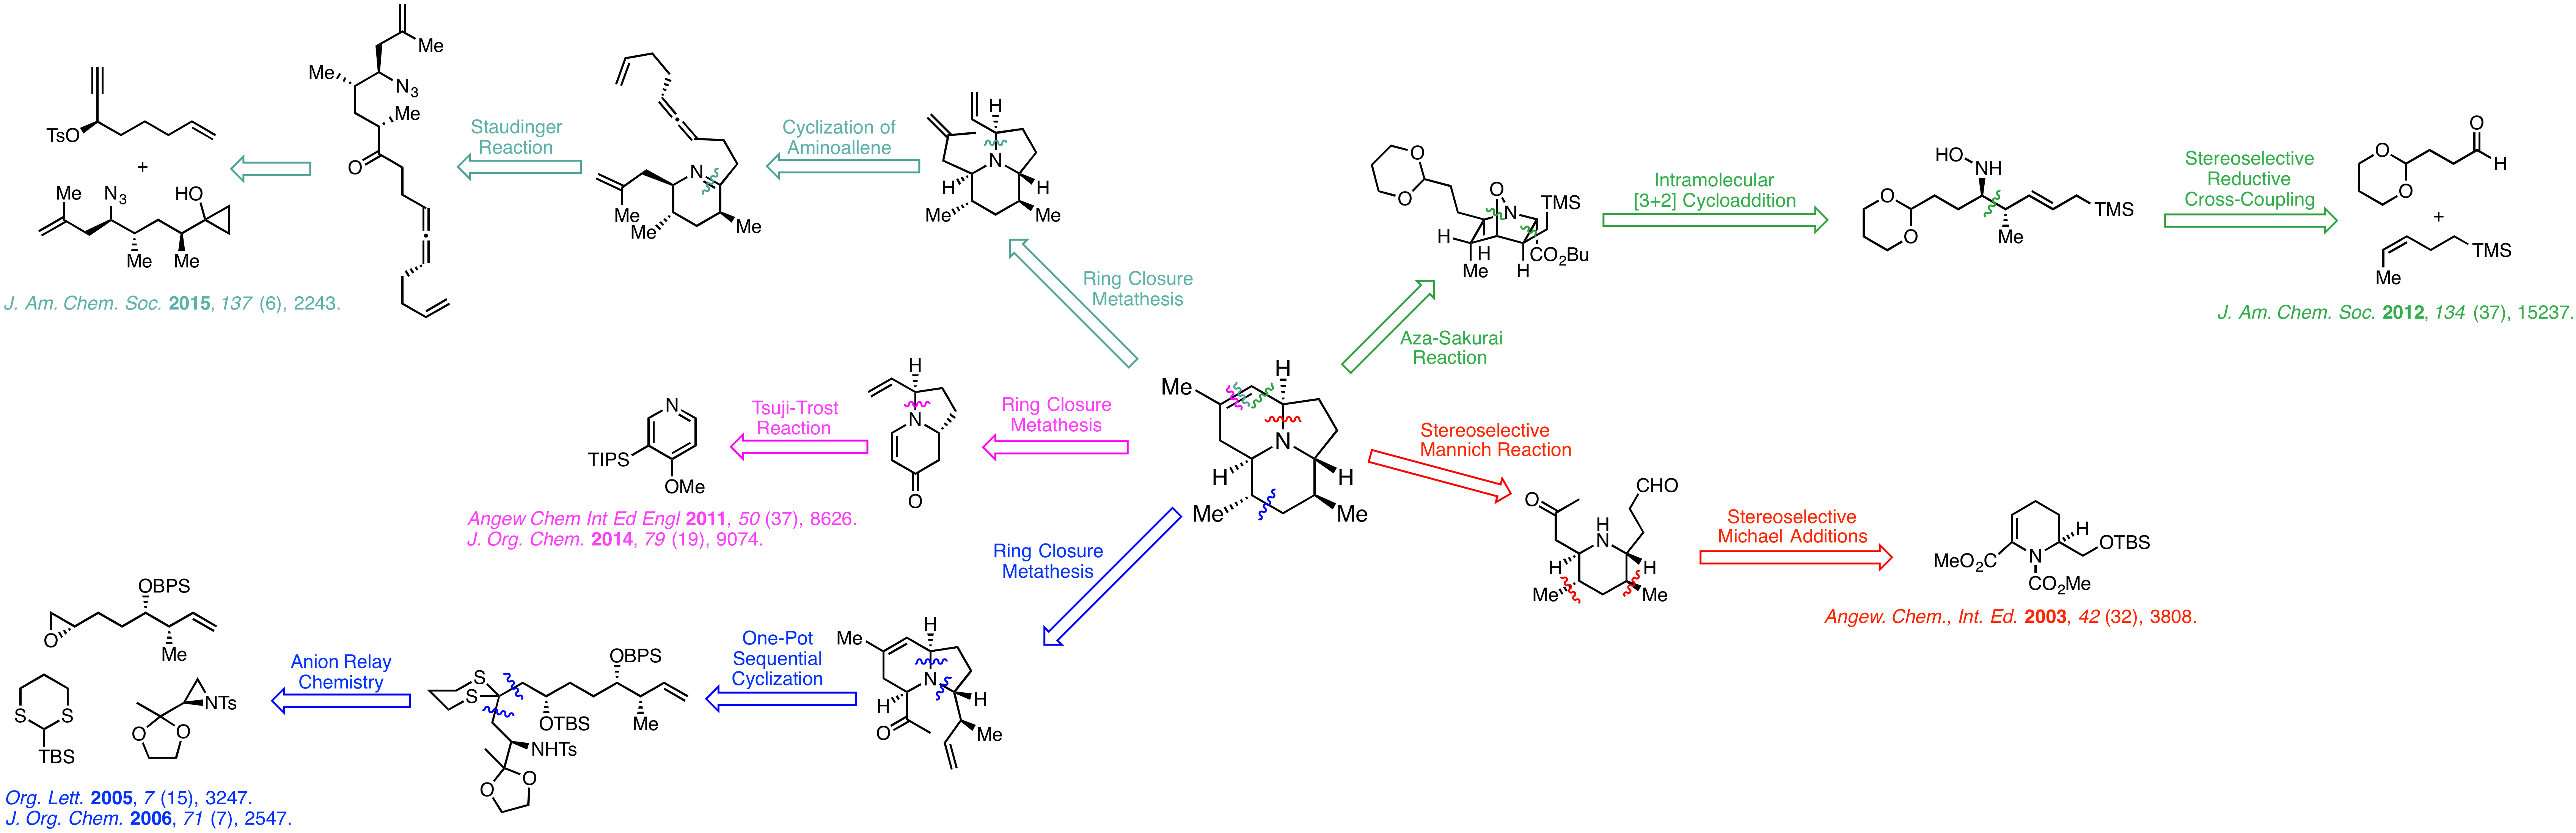 Me
Me
N3
Me
O
TsO
+
Me
N3
HO
Me
Me
J. Am. Chem. Soc. 2015, 137 (6), 2243.
Staudinger
Reaction
N
Me
Me
Me
Cyclization of
Aminoallene
H
N
H
H
Me
Me
Ring Closure
Metathesis
O
O
O
N
TMS
H
H
CO2Bu
Me
H
Intramolecular
[3+2] Cycloaddition
HO
NH
O
O
TMS
Me
Stereoselective
Reductive
Cross-Coupling
O
O
O
H
+
TMS
Me
J. Am. Chem. Soc. 2012, 134 (37), 15237.
Aza-Sakurai
Reaction
N
TIPS
OMe
Tsuji-Trost
Reaction
H
N
O
Ring Closure
Metathesis
Angew Chem Int Ed Engl 2011, 50 (37), 8626.
J. Org. Chem. 2014, 79 (19), 9074.
Me
H
N
H
H
Me
Me
Stereoselective
Mannich Reaction
O
CHO
H
N
H
H
Me
Me
Stereoselective
Michael Additions
H
OTBS
MeO2C
N
CO2Me
Angew. Chem., Int. Ed. 2003, 42 (32), 3808.
Ring Closure
Metathesis
OBPS
O
Me
S
S
TBS
NTs
O
O
Anion Relay
Chemistry
S
S
OBPS
OTBS
Me
NHTs
O
O
One-Pot
Sequential
Cyclization
Me
H
N
H
H
O
Me
Org. Lett. 2005, 7 (15), 3247.
J. Org. Chem. 2006, 71 (7), 2547.